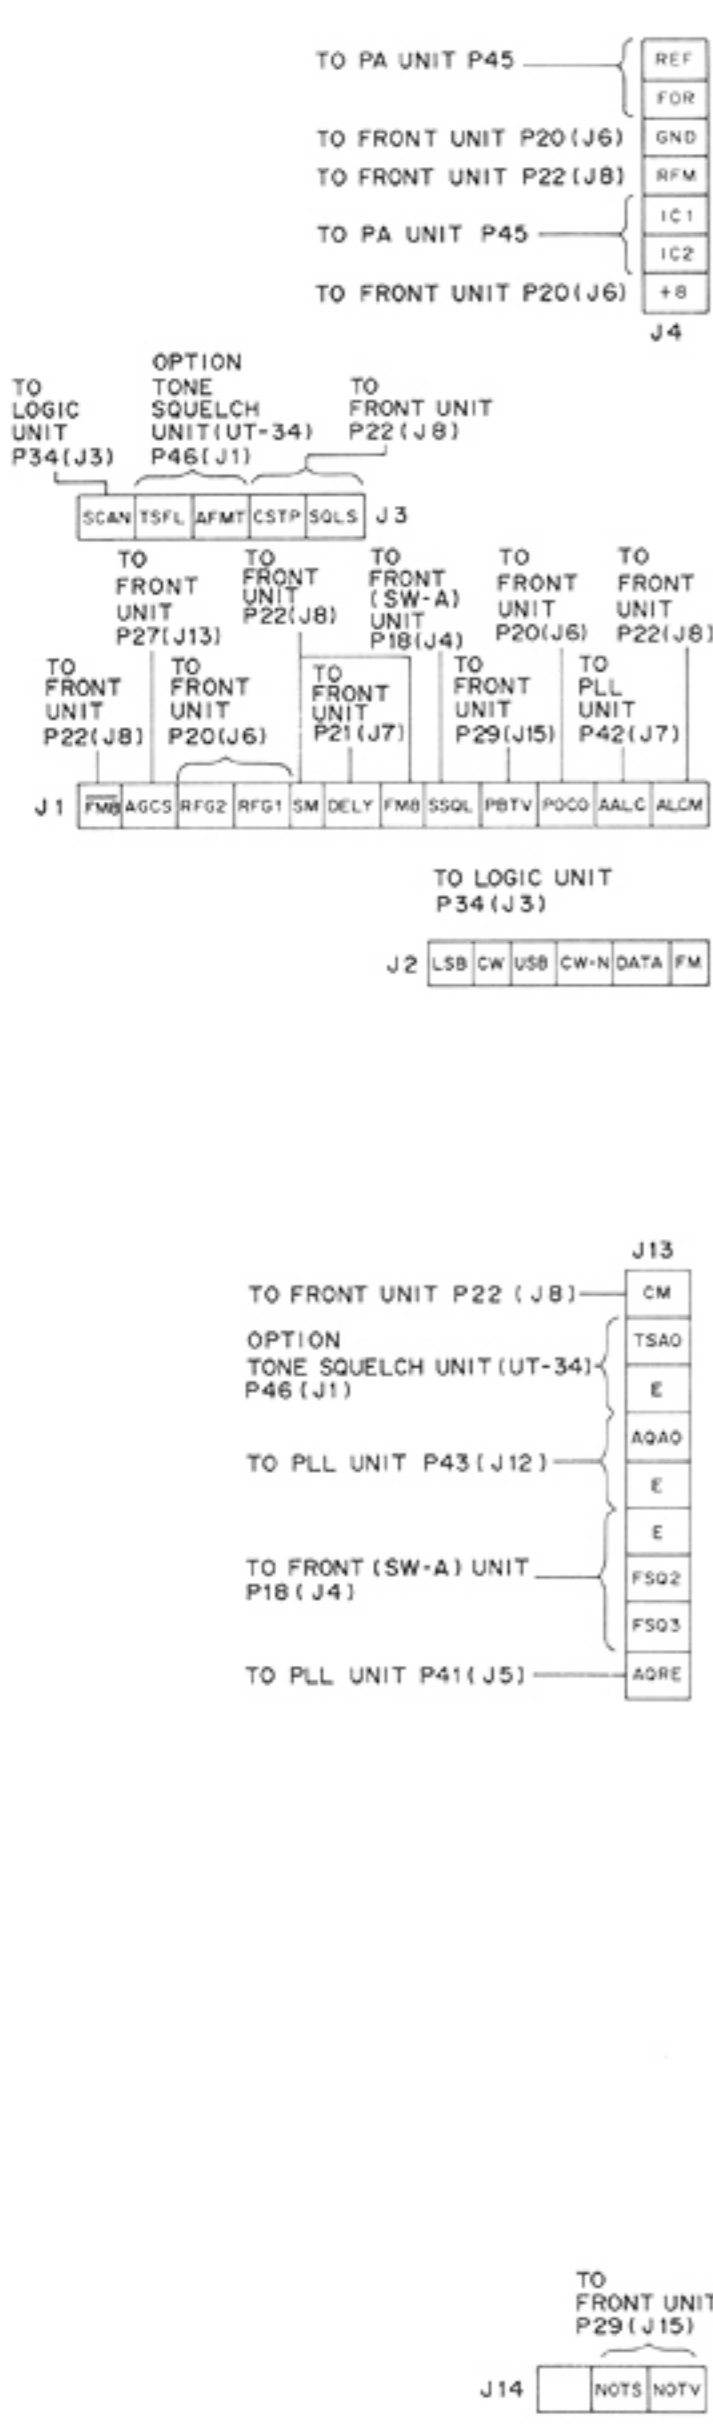 TO PA UNIT P45
REF
FOR
TO FRONT UNIT P20(J6)
GND
TO FRONT UNIT P22(J8)
RFM
TO PA UNIT P45
IC1
IC2
TO FRONT UNIT P20(J6)
+8
J4
TO
LOGIC
UNIT
P34(J3)
OPTION
TONE
SQUELCH
UNIT(UT-34)
P46(J1)
TO
FRONT UNIT
P22(J8)
SCAN TSFL AFMT CSTP SQLS J3
TO
FRONT
UNIT
P27(J13)
TO
FRONT
UNIT
P22(J8)
TO
FRONT
(SW-A)
UNIT
P18(J4)
TO
FRONT
UNIT
P20(J6)
TO
FRONT
UNIT
P22(J8)
TO
FRONT
UNIT
P22(J8)
TO
FRONT
UNIT
P20(J6)
TO
FRONT
UNIT
P21(J7)
TO
FRONT
UNIT
P29(J15)
TO
PLL
UNIT
P42(J7)
J1 FM8 AGCS RFG2 RFG1 SM DELY FM8 SSQL PBTV POCO AALC ALCM
TO LOGIC UNIT
P34(J3)
J2 LSB CW USB CW-N DATA FM
J13
TO FRONT UNIT P22 (J8)
CM
OPTION
TONE SQUELCH UNIT(UT-34)
P46(J1)
TSAO
E
TO PLL UNIT P43(J12)
AQAO
E
E
TO FRONT (SW-A) UNIT
P18(J4)
FSQ2
FSQ3
TO PLL UNIT P41(J5)
AQRE
TO
FRONT UNIT
P29(J15)
J14 NOTS NOTV